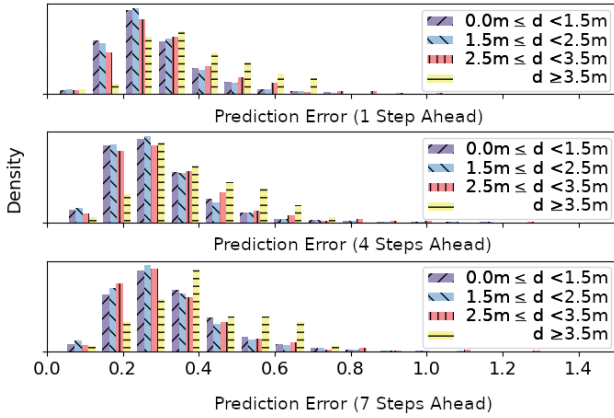 0.0m ≤ d <1.5m
1.5m ≤ d <2.5m
2.5m ≤ d <3.5m
d ≥3.5m
Prediction Error (1 Step Ahead)
Density
0.0m ≤ d <1.5m
1.5m ≤ d <2.5m
2.5m ≤ d <3.5m
d ≥3.5m
Prediction Error (4 Steps Ahead)
0.0m ≤ d <1.5m
1.5m ≤ d <2.5m
2.5m ≤ d <3.5m
d ≥3.5m
0.0 0.2 0.4 0.6 0.8 1.0 1.2 1.4
Prediction Error (7 Steps Ahead)